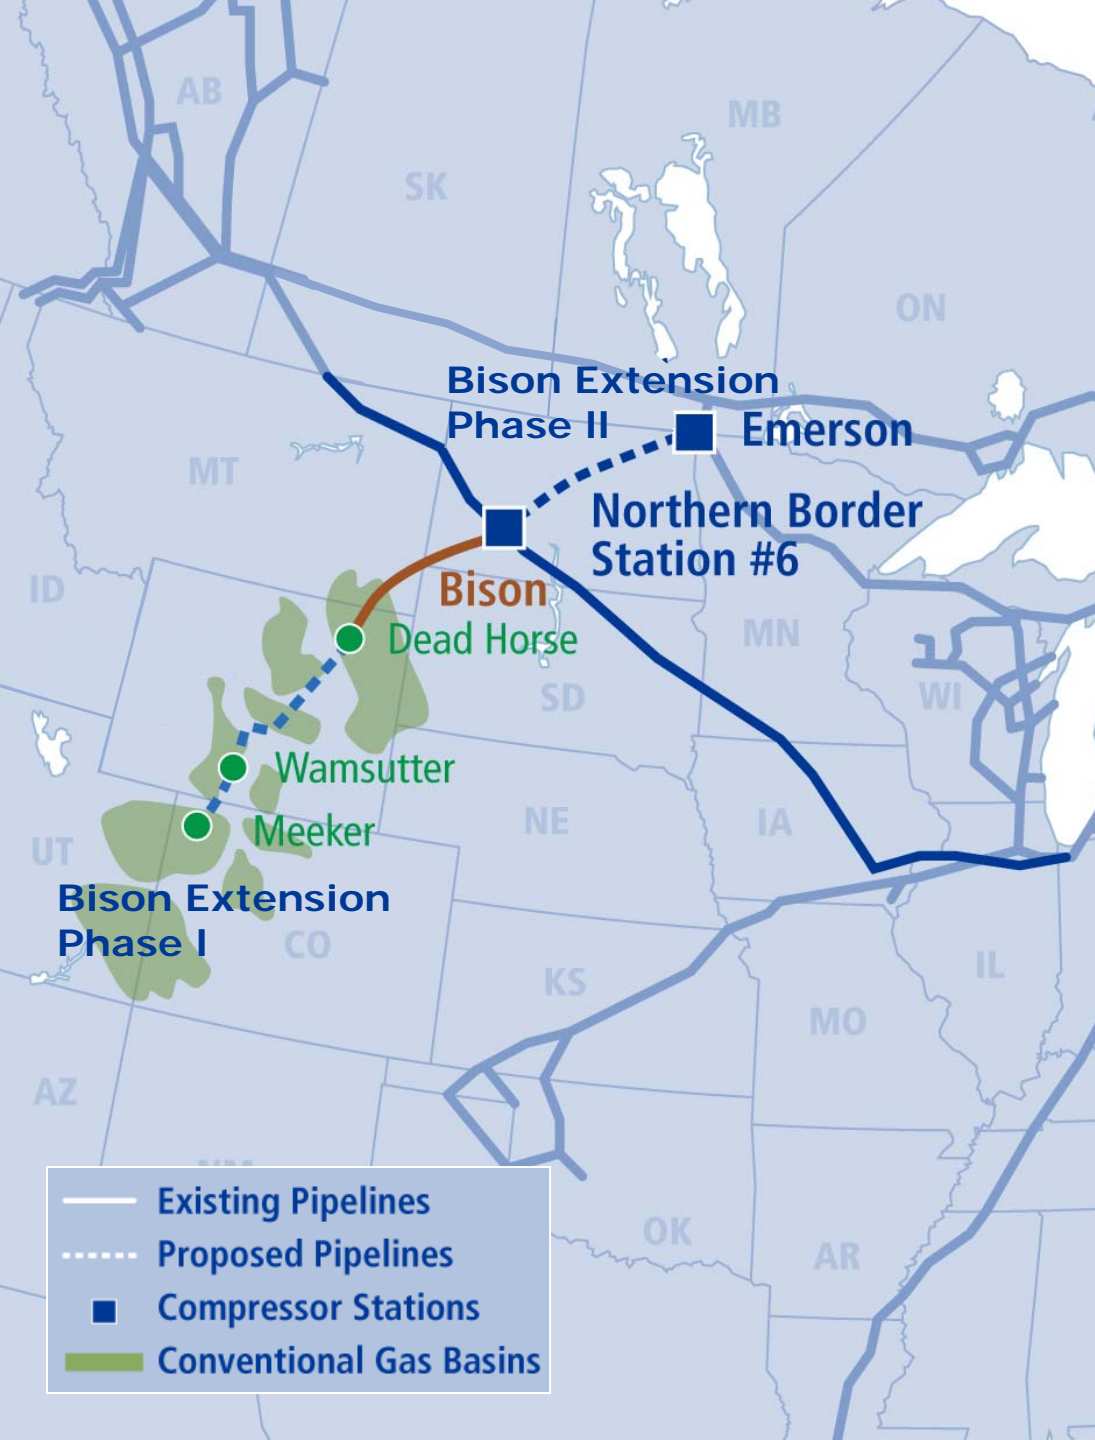 AB
MB
SK
ON
Bison Extension
Phase II
Emerson
MT
Northern Border
Station #6
ID
Bison
Dead Horse
MN
SD
WI
Wamsutter
NE
IA
Meeker
UT
Bison Extension
Phase I
CO
KS
IL
MO
AZ
NM
OK
AR
Existing Pipelines
Proposed Pipelines
Compressor Stations
Conventional Gas Basins